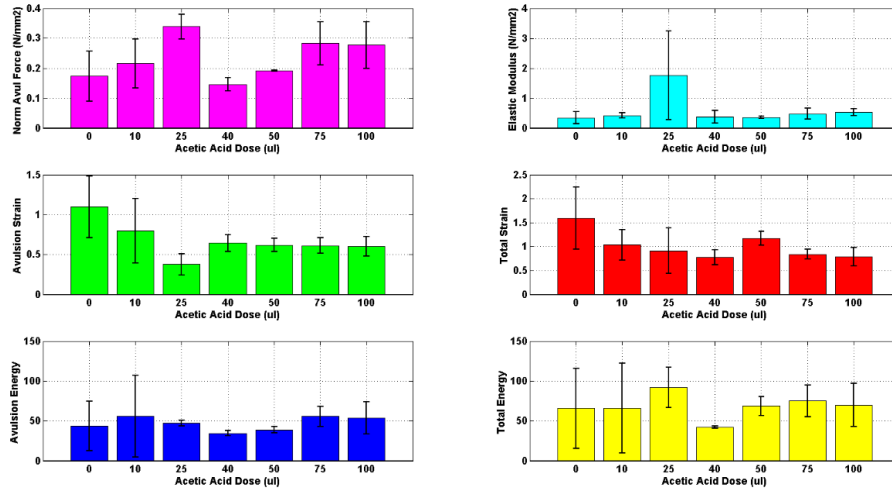 Norm Avul Force (N/mm2)
0.4
0.3
0.2
0.1
0
0 10 25 40 50 75 100
Acetic Acid Dose (ul)
Elastic Modulus (N/mm2)
4
3
2
1
0
0 10 25 40 50 75 100
Acetic Acid Dose (ul)
Avulsion Strain
1.5
1
0.5
0
0 10 25 40 50 75 100
Acetic Acid Dose (ul)
Total Strain
2.5
2
1.5
1
0.5
0
0 10 25 40 50 75 100
Acetic Acid Dose (ul)
Avulsion Energy
150
100
50
0
0 10 25 40 50 75 100
Acetic Acid Dose (ul)
Total Energy
150
100
50
0
0 10 25 40 50 75 100
Acetic Acid Dose (ul)